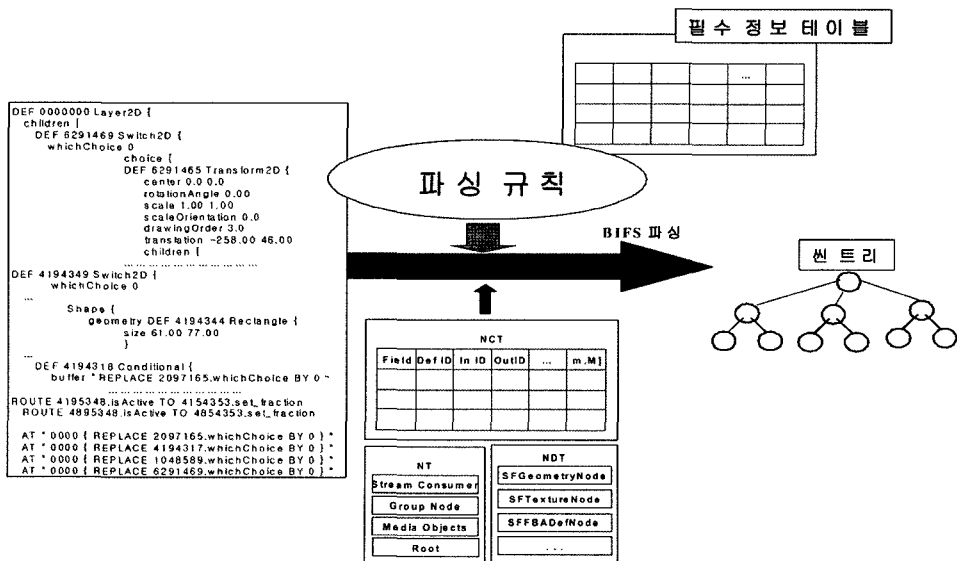 필수 정보 테이블
...
DEF 0000000 Layer2D {
children [
DEF 6291469 Switch2D {
whichChoice 0
choice [
DEF 6291465 Transform2D {
center 0.0 0.0
rotationAngle 0.00
scale 1.00 1.00
scaleOrientation 0.0
drawingOrder 3.0
translation -258.00 46.00
children [
... ... ... ... ... ... ... ... ... ...
DEF 4194349 Switch2D {
whichChoice 0
...
Shape {
geometry DEF 4194344 Rectangle {
size 61.00 77.00
}
...
DEF 4194318 Conditional {
buffer " REPLACE 2097165.whichChoice BY 0 "
... ... ... ... ... ... ... ... ... ...
ROUTE 4195348.isActive TO 4154353.set_fraction
ROUTE 4895348.isActive TO 4854353.set_fraction
AT " 0000 { REPLACE 2097165.whichChoice BY 0 } "
AT " 0000 { REPLACE 4194317.whichChoice BY 0 } "
AT " 0000 { REPLACE 1048589.whichChoice BY 0 } "
AT " 0000 { REPLACE 6291469.whichChoice BY 0 } "
파싱 규칙
BIFS 파싱
씬 트리
NCT
Field Def ID In ID OutID ... m.M]
NT
Stream Consumer
Group Node
Media Objects
Root
NDT
SFGeometryNode
SFTextureNode
SFFBADefNode
...